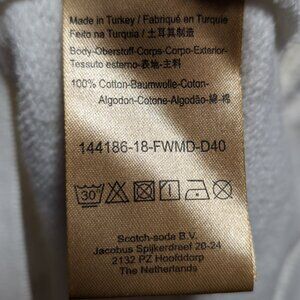 Made in Turkey / Fabriqué en Turquie
Feito na Turquia / 土耳其制造
Body-Oberstoff-Corps-Corpo-Exterior-
Tessuto esterno-表地-主料
100% Cotton-Baumwolle-Coton-
Algodon-Cotone-Algodão-綿-棉
144186-18-FWMD-D40
30
Scotch-soda B.V.
Jacobus Spijkerdreef 20-24
2132 PZ Hoofddorp
The Netherlands